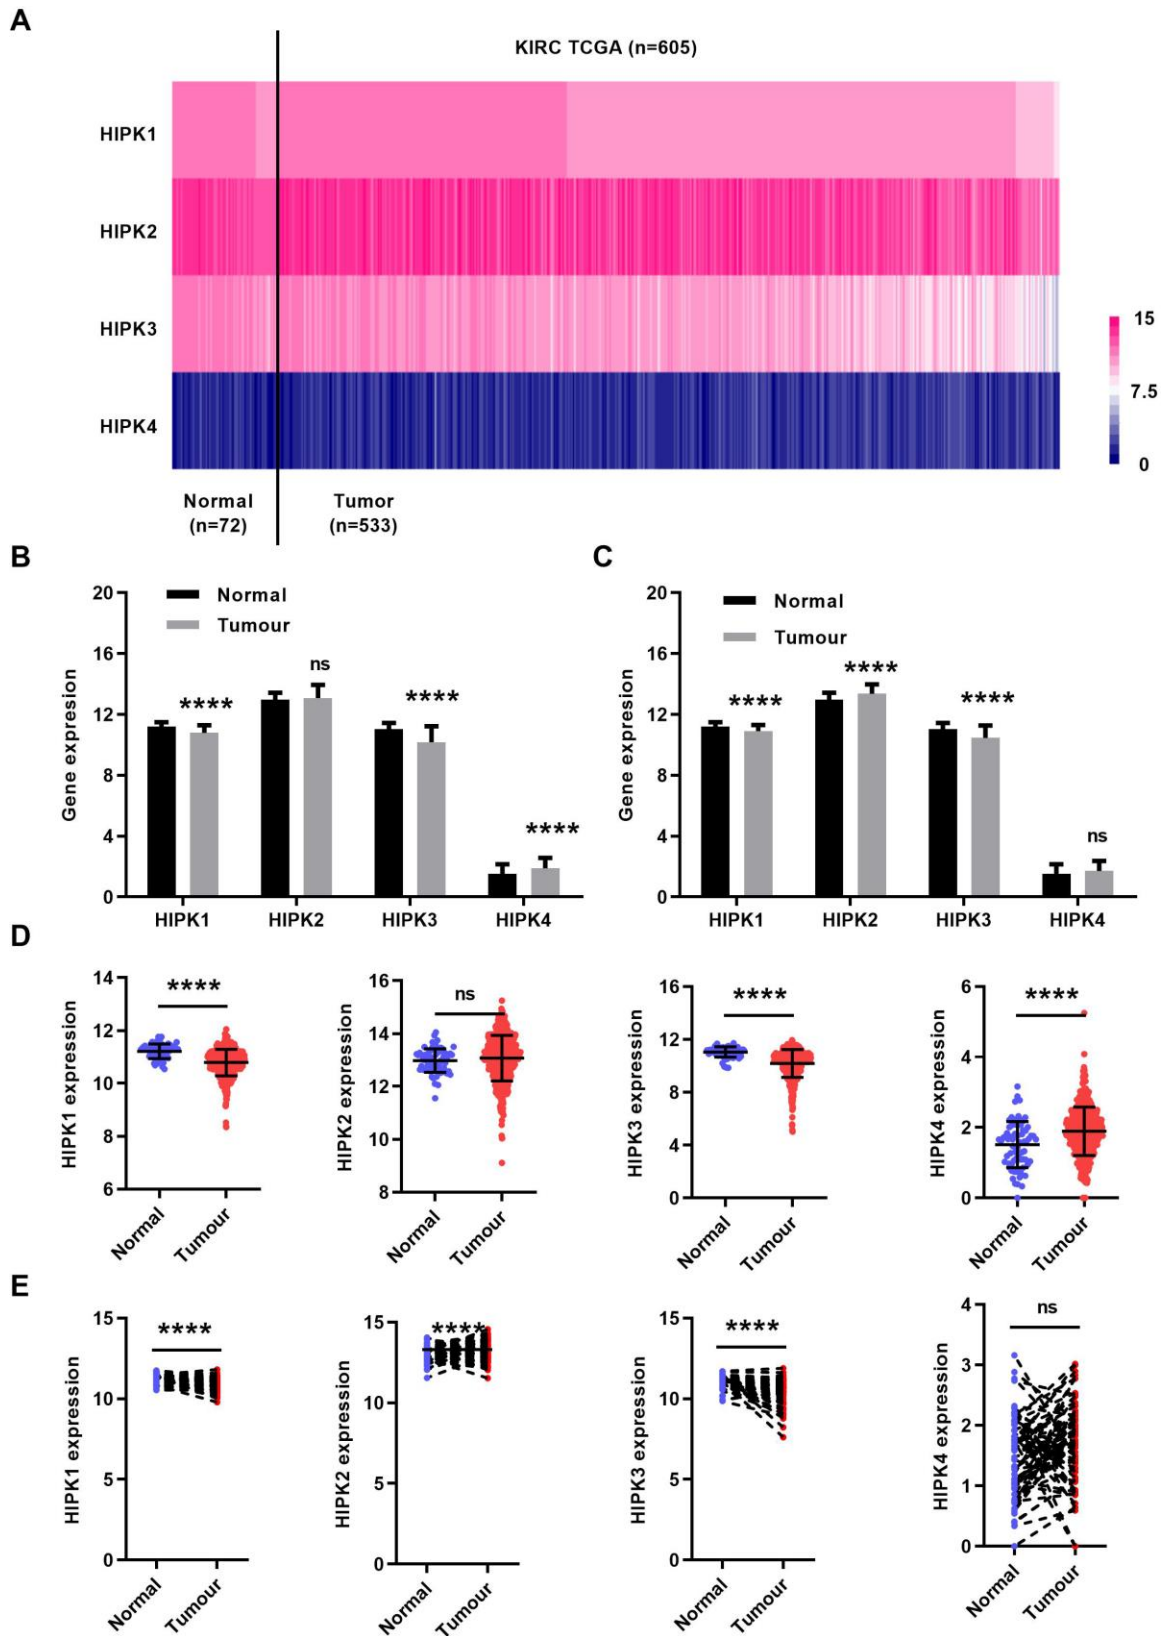 A
KIRC TCGA (n=605)
HIPK1
HIPK2
HIPK3
HIPK4
15
7.5
0
Normal
(n=72)
Tumor
(n=533)
B
Gene expression
20
16
12
8
4
0
Normal
Tumour
****
ns
****
****
HIPK1
HIPK2
HIPK3
HIPK4
C
Gene expression
20
16
12
8
4
0
Normal
Tumour
****
****
****
ns
HIPK1
HIPK2
HIPK3
HIPK4
D
HIPK1 expression
14
12
10
8
6
****
Normal
Tumour
HIPK2 expression
16
14
12
10
8
ns
Normal
Tumour
HIPK3 expression
16
12
8
4
0
****
Normal
Tumour
HIPK4 expression
6
4
2
0
****
Normal
Tumour
E
HIPK1 expression
15
10
5
0
****
Normal
Tumour
HIPK2 expression
15
10
5
0
****
Normal
Tumour
HIPK3 expression
15
10
5
0
****
Normal
Tumour
HIPK4 expression
4
3
2
1
0
ns
Normal
Tumour